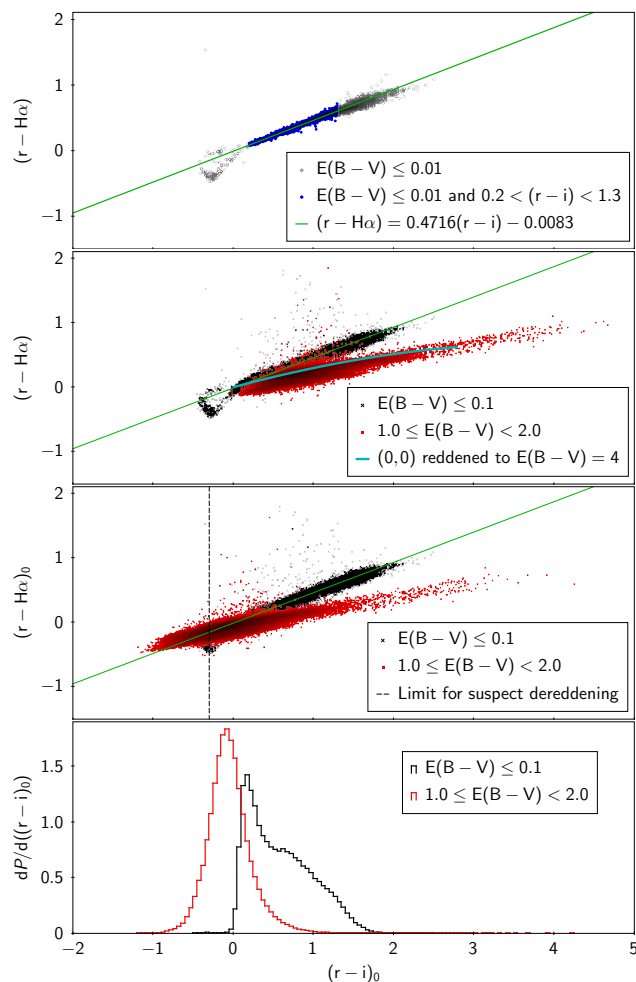 2
1
0
−1
(r − Hα)
E(B − V) ≤ 0.01
E(B − V) ≤ 0.01 and 0.2 < (r − i) < 1.3
(r − Hα) = 0.4716(r − i) − 0.0083
2
1
0
−1
(r − Hα)
E(B − V) ≤ 0.1
1.0 ≤ E(B − V) < 2.0
(0,0) reddened to E(B − V) = 4
2
1
0
−1
(r − Hα)₀
E(B − V) ≤ 0.1
1.0 ≤ E(B − V) < 2.0
Limit for suspect dereddening
1.5
1.0
0.5
0
dP/d((r − i)₀)
E(B − V) ≤ 0.1
1.0 ≤ E(B − V) < 2.0
−2 −1 0 1 2 3 4 5
(r − i)₀